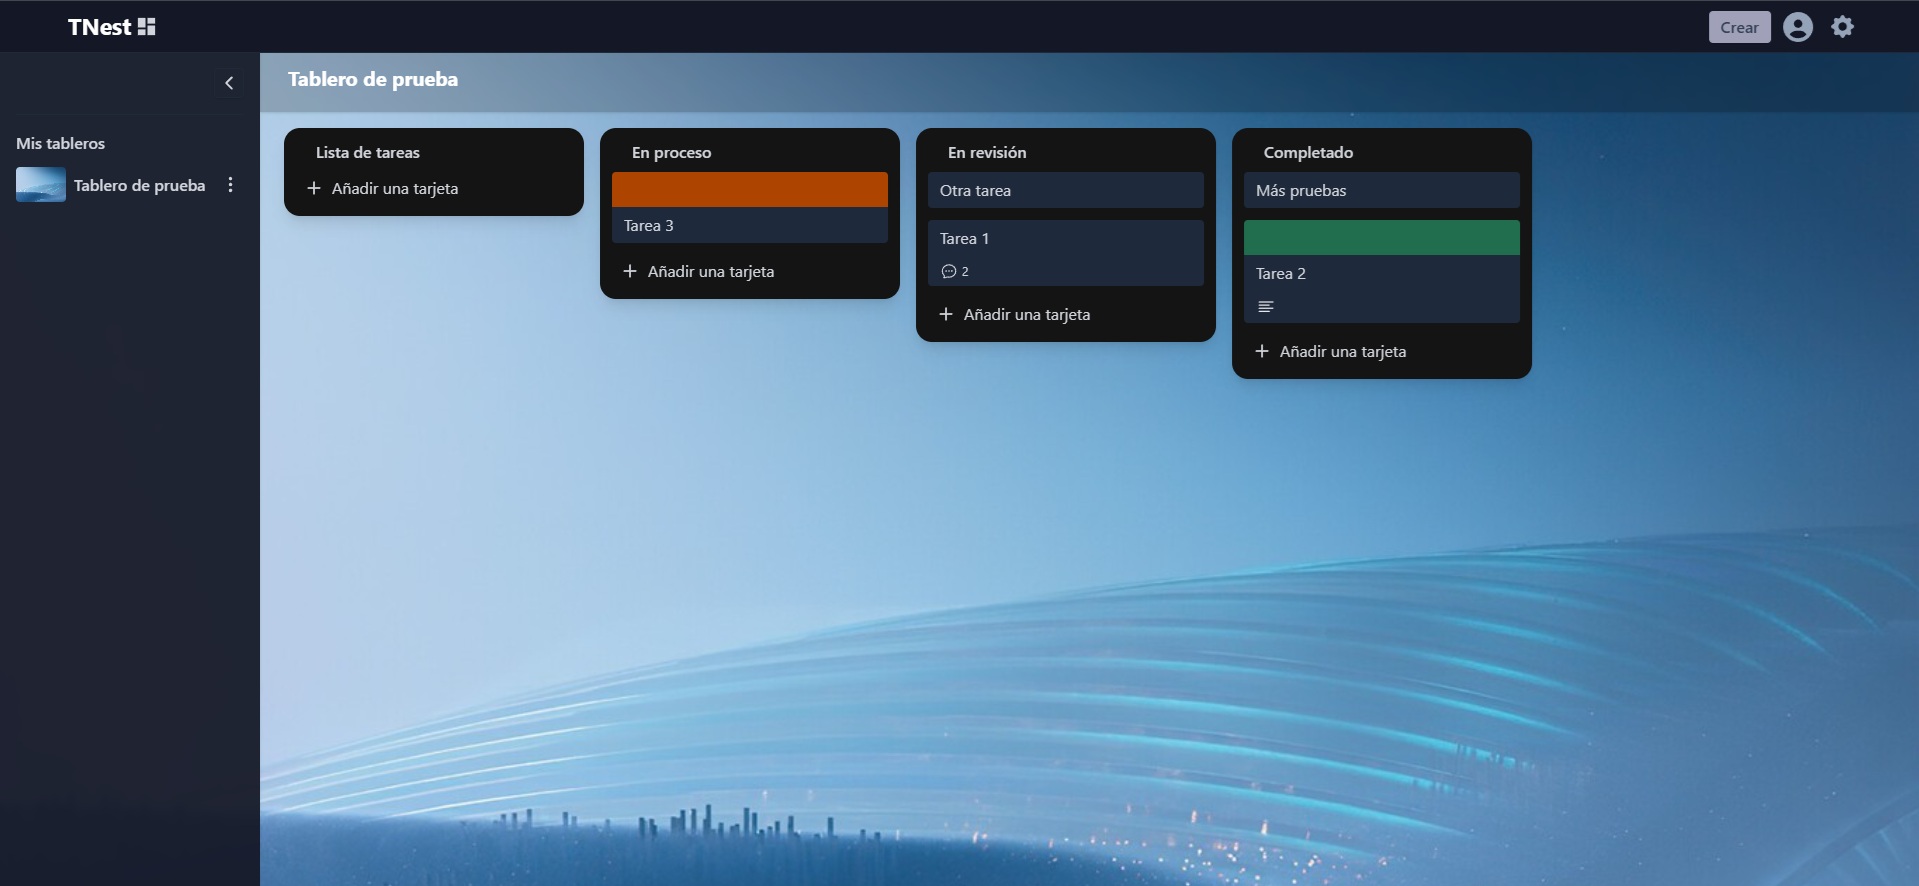 TNest
Crear
Mis tableros
Tablero de prueba
Tablero de prueba
Lista de tareas
Añadir una tarjeta
En proceso
Tarea 3
Añadir una tarjeta
En revisión
Otra tarea
Tarea 1
2
Añadir una tarjeta
Completado
Más pruebas
Tarea 2
Añadir una tarjeta